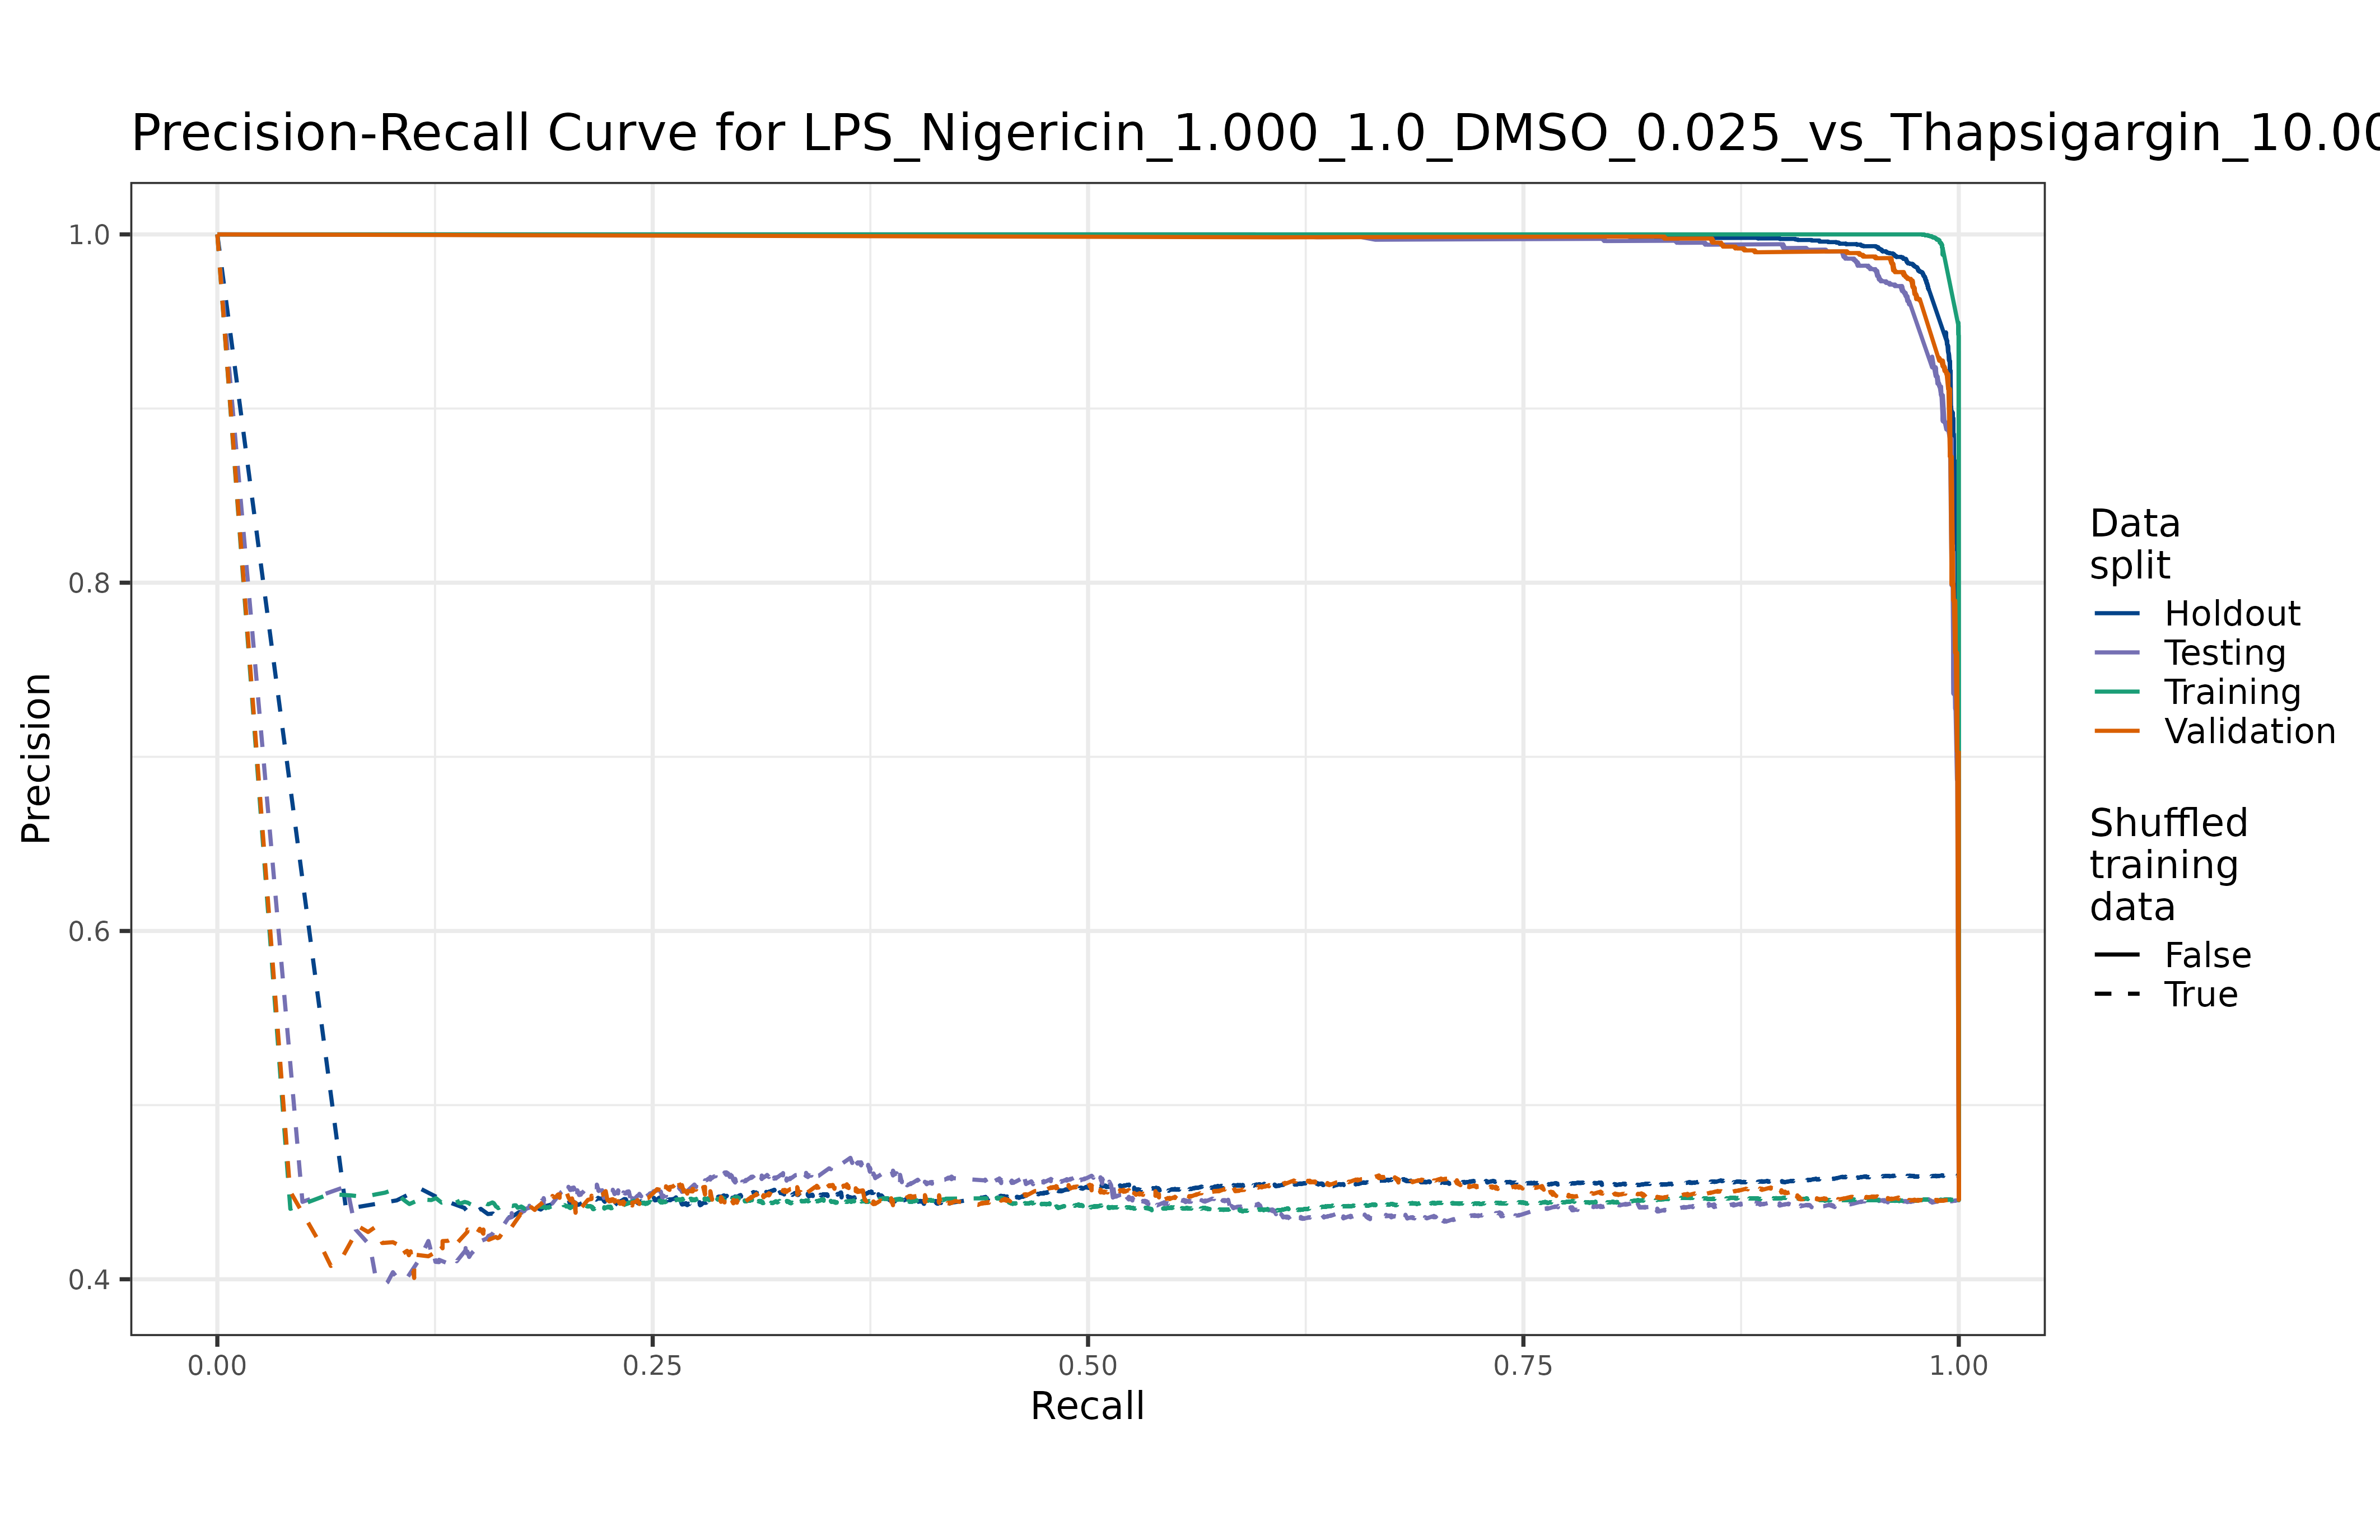 Precision-Recall Curve for LPS_Nigericin_1.000_1.0_DMSO_0.025_vs_Thapsigargin_10.00
1.0
0.8
0.6
0.4
Precision
0.00 0.25 0.50 0.75 1.00
Recall
Data
split
Holdout
Testing
Training
Validation
Shuffled
training
data
False
True